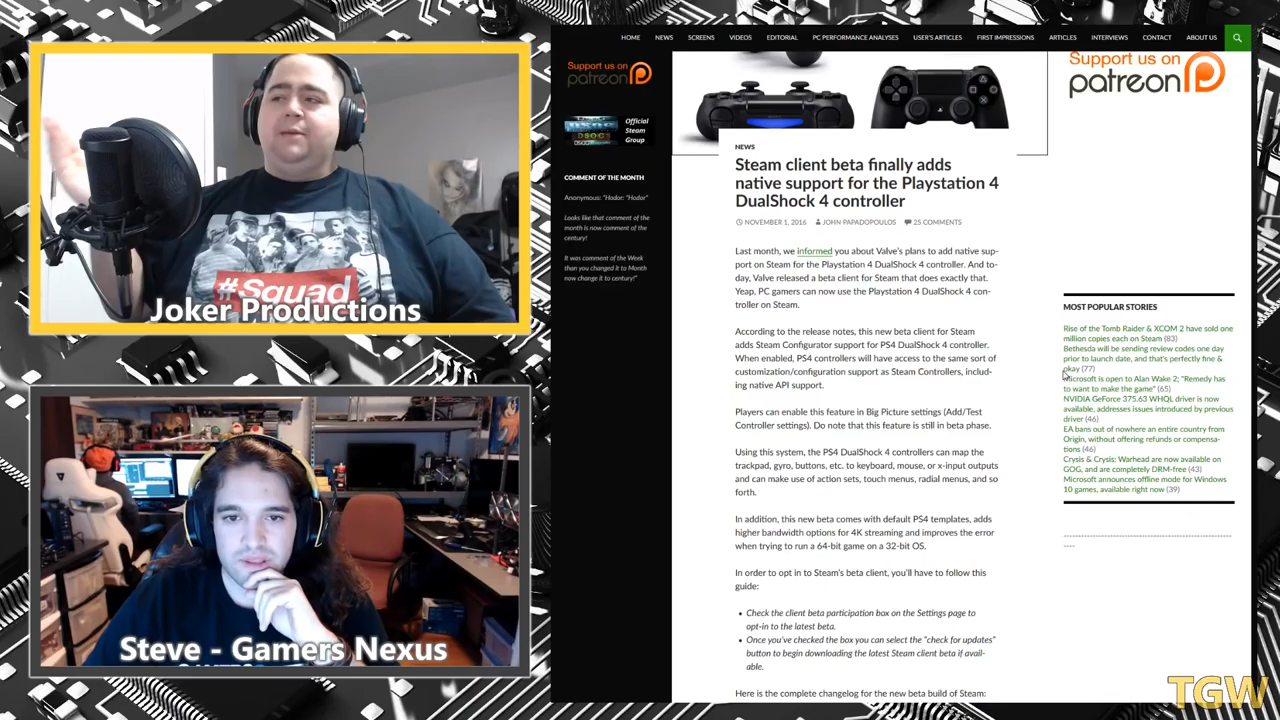 HOME NEWS SCREENS VIDEOS EDITORIAL PC PERFORMANCE ANALYSES USER'S ARTICLES FIRST IMPRESSIONS ARTICLES INTERVIEWS CONTACT ABOUT US
Support us on
patreon
Official
Steam
Group
COMMENT OF THE MONTH
Anonymous: "Hodor: "Hodor"
Looks like that comment of the
month is now comment of the
century!
It was comment of the Week
than you changed it to Month
now change it to century!"
#Squad
Joker Productions
Steve - Gamers Nexus
NEWS
Steam client beta finally adds
native support for the Playstation 4
DualShock 4 controller
NOVEMBER 1, 2016 JOHN PAPADOPOULOS 25 COMMENTS
Last month, we informed you about Valve's plans to add native sup-
port on Steam for the Playstation 4 DualShock 4 controller. And to-
day, Valve released a beta client for Steam that does exactly that.
Yeap, PC gamers can now use the Playstation 4 DualShock 4 con-
troller on Steam.
According to the release notes, this new beta client for Steam
adds Steam Configurator support for PS4 DualShock 4 controller.
When enabled, PS4 controllers will have access to the same sort of
customization/configuration support as Steam Controllers, includ-
ing native API support.
Players can enable this feature in Big Picture settings (Add/Test
Controller settings). Do note that this feature is still in beta phase.
Using this system, the PS4 DualShock 4 controllers can map the
trackpad, gyro, buttons, etc. to keyboard, mouse, or x-input outputs
and can make use of action sets, touch menus, radial menus, and so
forth.
In addition, this new beta comes with default PS4 templates, adds
higher bandwidth options for 4K streaming and improves the error
when trying to run a 64-bit game on a 32-bit OS.
In order to opt in to Steam's beta client, you'll have to follow this
guide:
• Check the client beta participation box on the Settings page to
opt-in to the latest beta.
• Once you've checked the box you can select the "check for updates"
button to begin downloading the latest Steam client beta if avail-
able.
Here is the complete changelog for the new beta build of Steam:
Support us on
patreon
MOST POPULAR STORIES
Rise of the Tomb Raider & XCOM 2 have sold one
million copies each on Steam (83)
Bethesda will be sending review codes one day
prior to launch date, and that's perfectly fine &
okay (77)
Microsoft is open to Alan Wake 2; "Remedy has
to want to make the game" (65)
NVIDIA GeForce 375.63 WHQL driver is now
available, addresses issues introduced by previous
driver (46)
EA bans out of nowhere an entire country from
Origin, without offering refunds or compensa-
tions (46)
Crysis & Crysis: Warhead are now available on
GOG, and are completely DRM-free (43)
Microsoft announces offline mode for Windows
10 games, available right now (39)
TGW